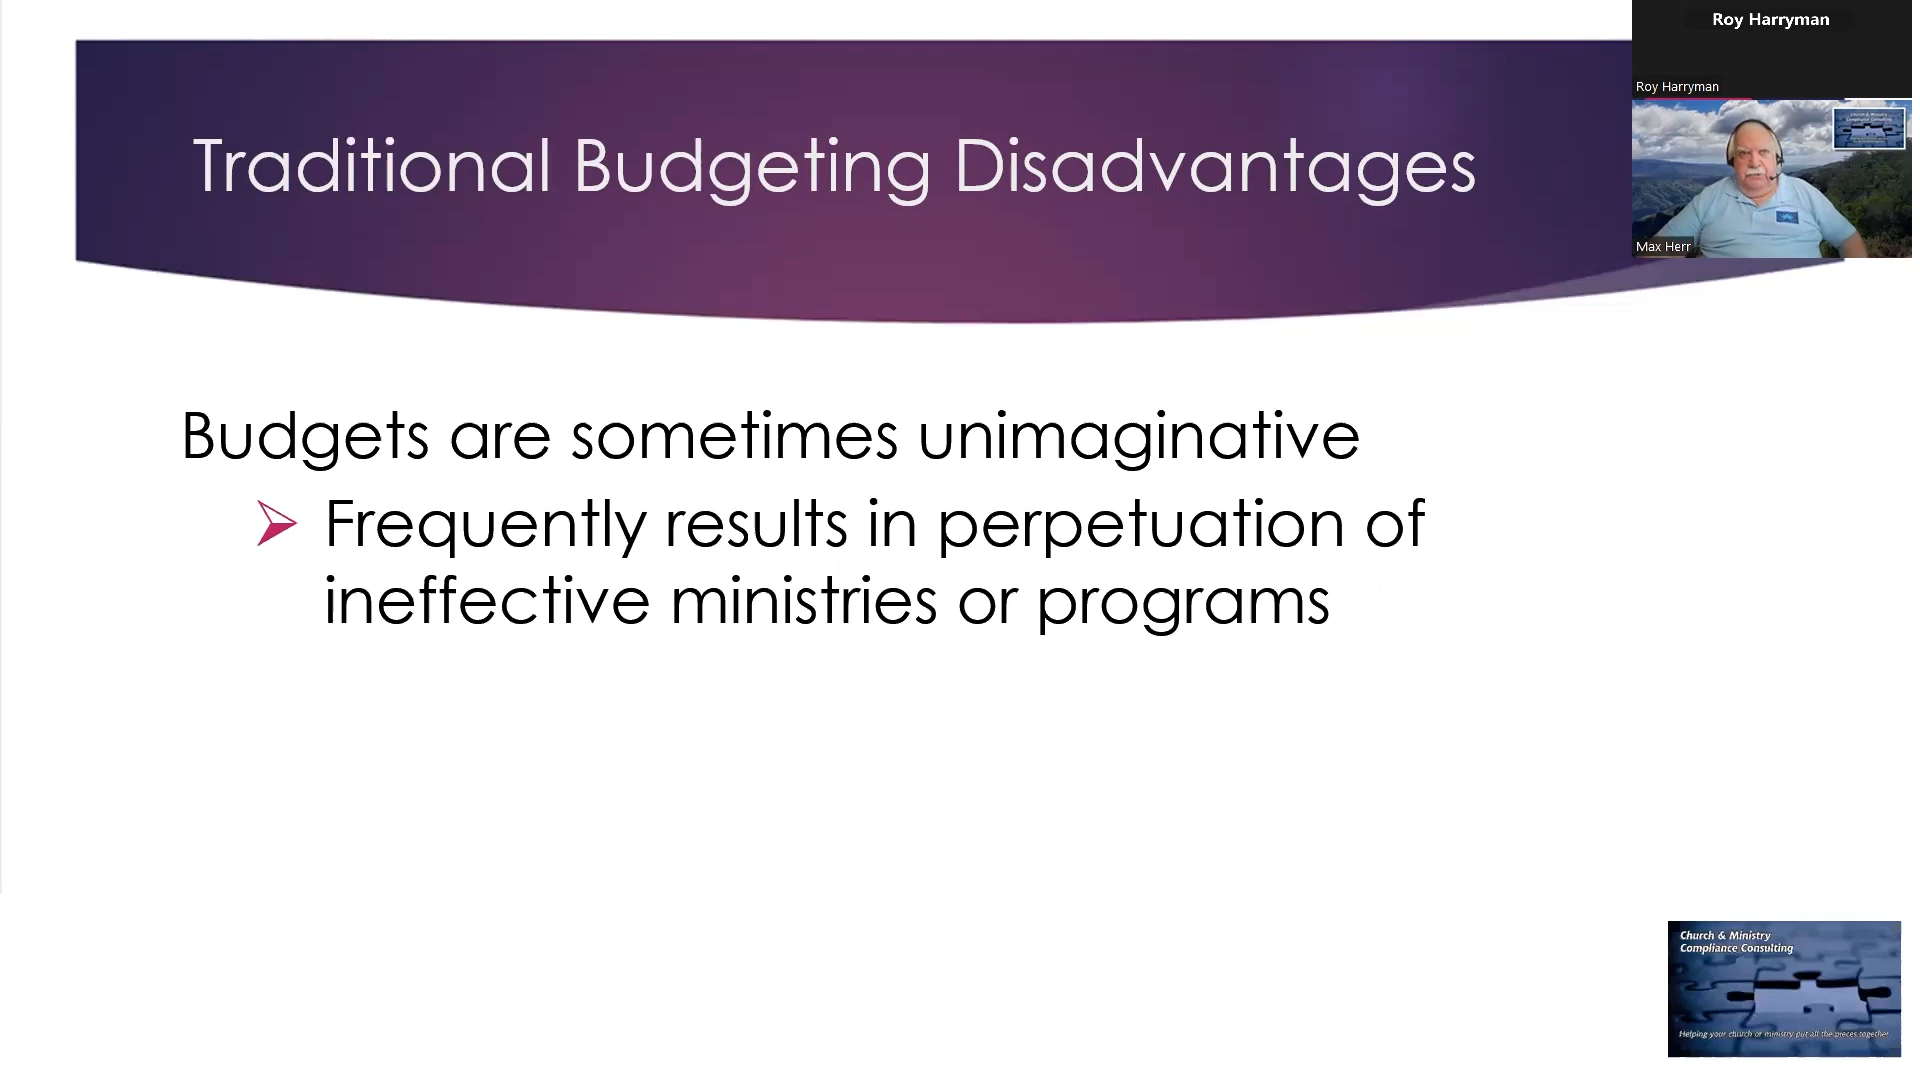 Roy Harryman
Roy Harryman
Traditional Budgeting Disadvantages
Max Herr
Budgets are sometimes unimaginative
Frequently results in perpetuation of
ineffective ministries or programs
Church & Ministry
Compliance Consulting
Helping your church or ministry put all the pieces together